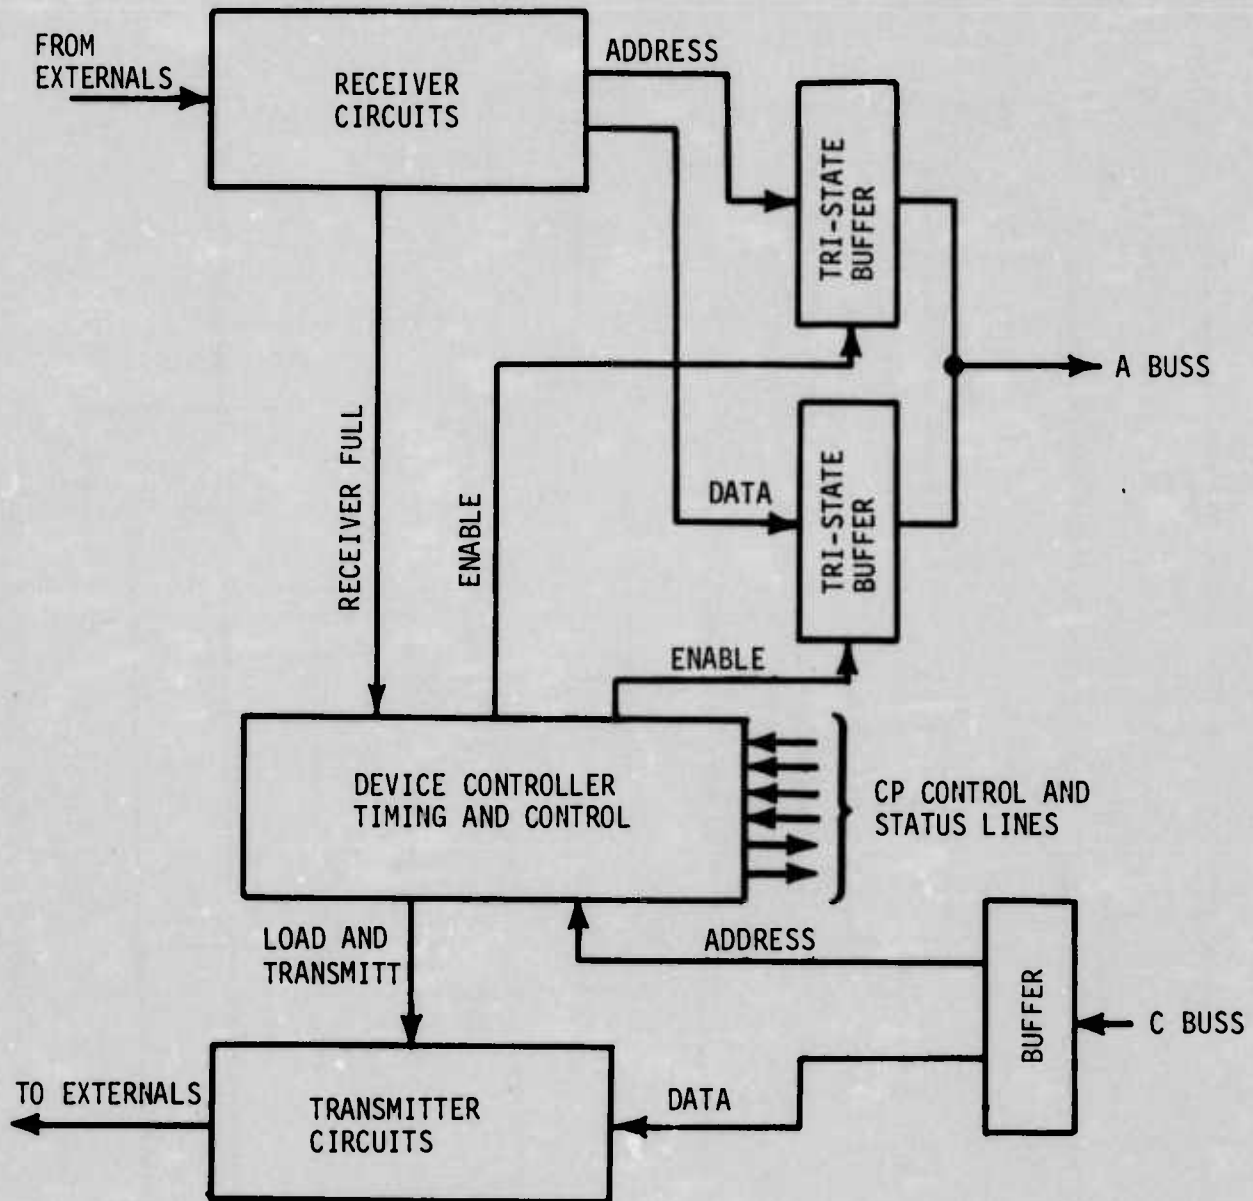 FROM
EXTERNALS
RECEIVER
CIRCUITS
ADDRESS
TRI-STATE
BUFFER
A BUSS
RECEIVER FULL
ENABLE
DATA
TRI-STATE
BUFFER
ENABLE
DEVICE CONTROLLER
TIMING AND CONTROL
CP CONTROL AND
STATUS LINES
LOAD AND
TRANSMITT
ADDRESS
BUFFER
C BUSS
TO EXTERNALS
TRANSMITTER
CIRCUITS
DATA